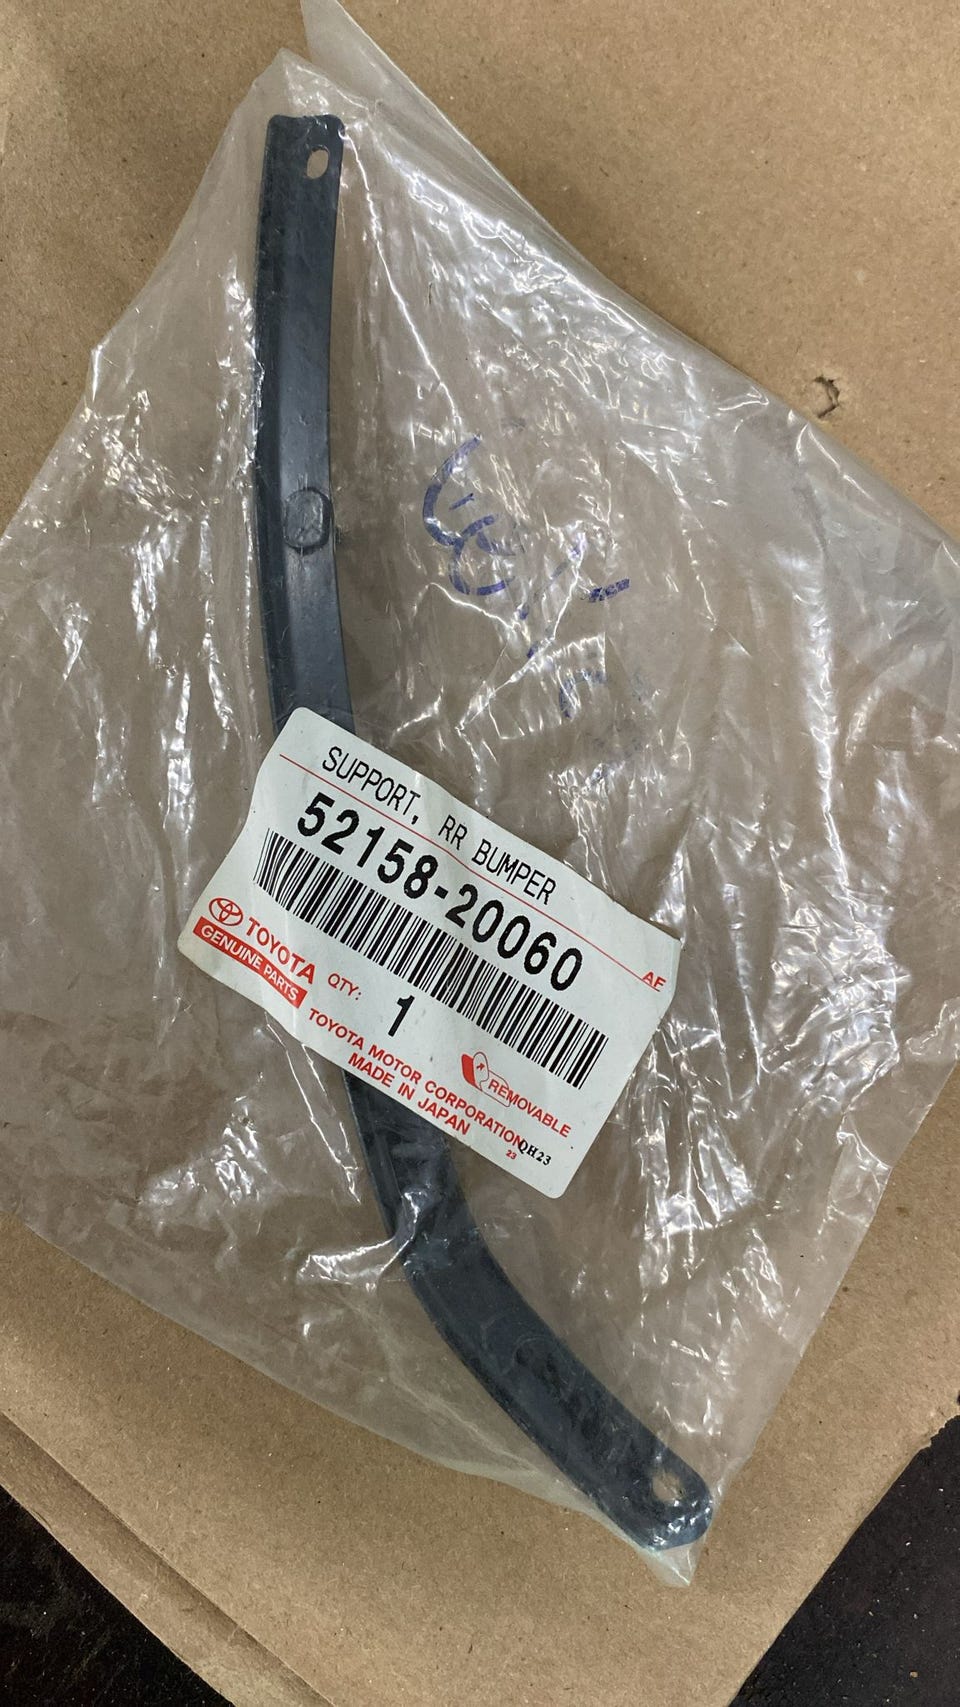 SUPPORT, RR BUMPER
52158-20060
AF
TOYOTA
GENUINE PARTS
QTY:
1
REMOVABLE
TOYOTA MOTOR CORPORATION
MADE IN JAPAN
23
QH23